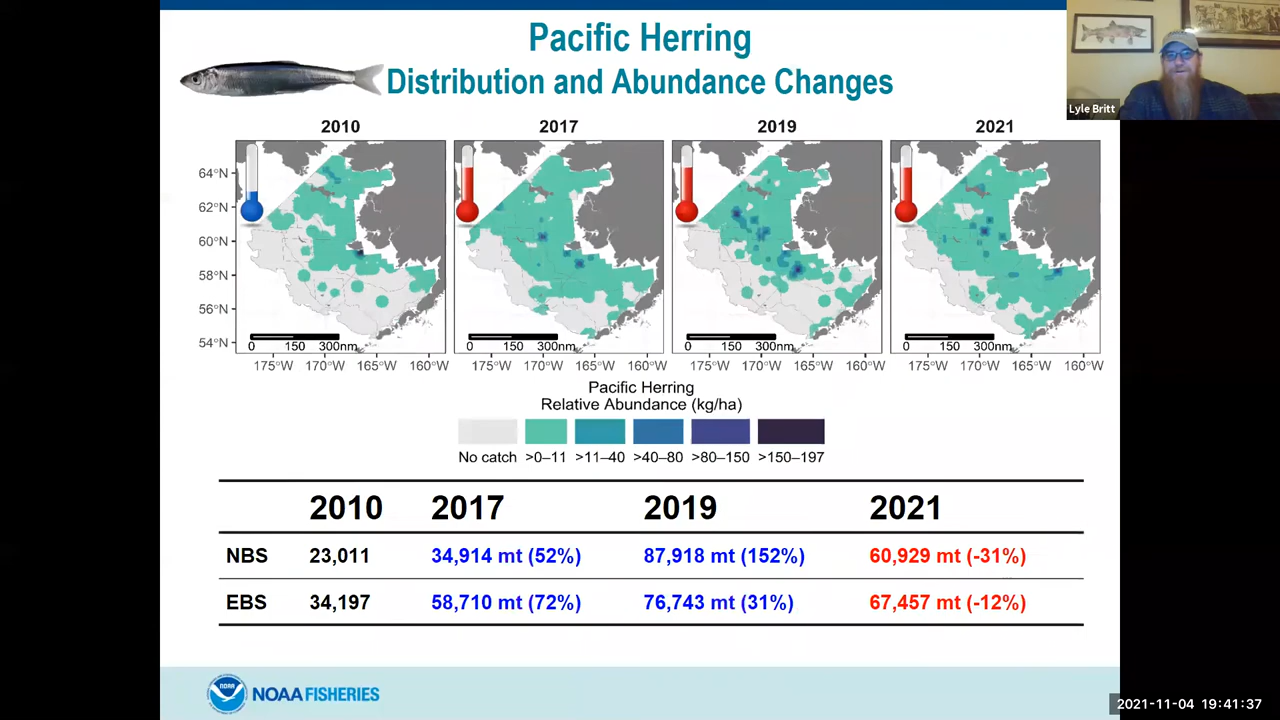 Pacific Herring
Distribution and Abundance Changes
Lyle Britt
2010 2017 2019 2021
64°N
62°N
60°N
58°N
56°N
54°N
0 150 300nm 0 150 300nm 0 150 300nm 0 150 300nm
175°W 170°W 165°W 160°W 175°W 170°W 165°W 160°W 175°W 170°W 165°W 160°W 175°W 170°W 165°W 160°W
Pacific Herring
Relative Abundance (kg/ha)
No catch >0–11 >11–40 >40–80 >80–150 >150–197
2010 2017 2019 2021
NBS 23,011 34,914 mt (52%) 87,918 mt (152%) 60,929 mt (-31%)
EBS 34,197 58,710 mt (72%) 76,743 mt (31%) 67,457 mt (-12%)
NOAA NOAA FISHERIES
2021-11-04 19:41:37